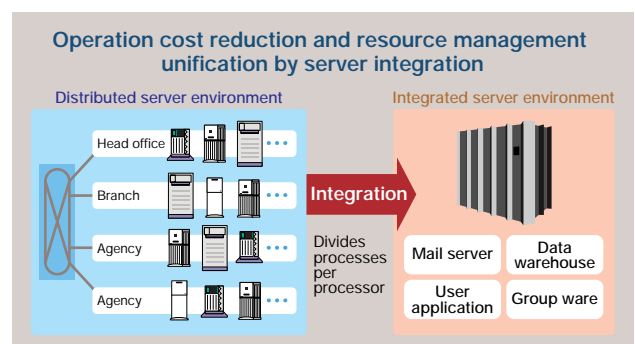 Operation cost reduction and resource management
unification by server integration
Distributed server environment
Head office
Branch
Agency
Agency
Integration
Divides
processes
per
processor
Integrated server environment
Mail server
Data
warehouse
User
application
Group ware